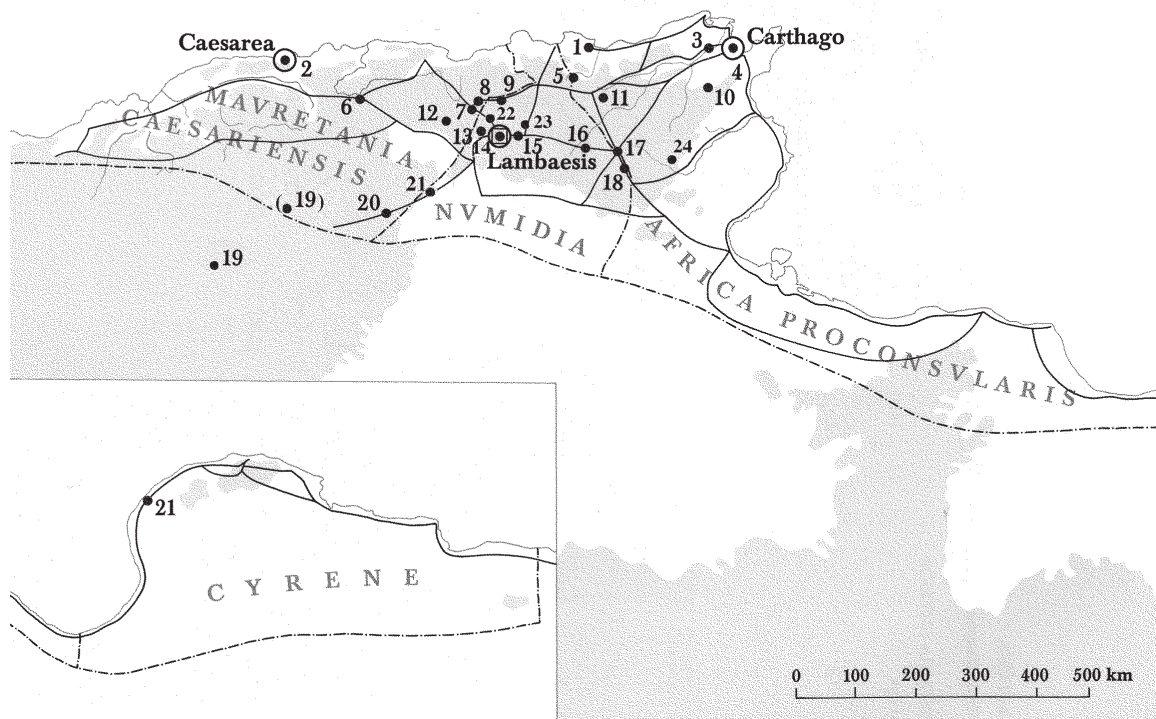 Caesarea
2
1
3
Carthago
4
5
6
8
9
7
22
10
11
12
13
14
15
23
16
17
24
18
Lambaesis
MAVRETANIA
CAESARIENSIS
21
20
(19)
19
NVMIDIA
AFRICA PROCONSVLARIS
21
CYRENE
0 100 200 300 400 500 km